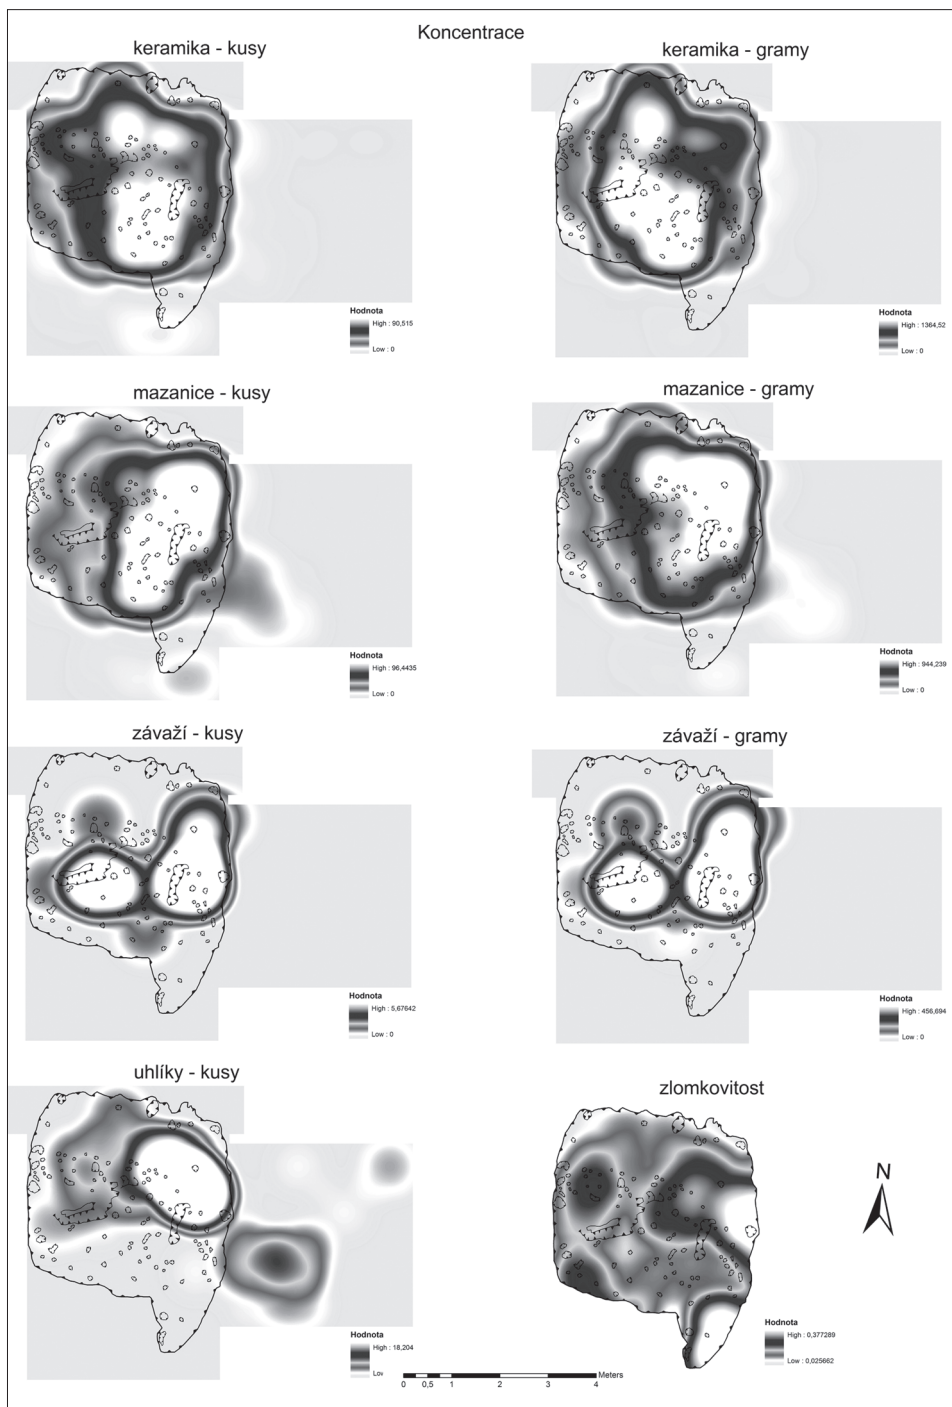 Koncentrace
keramika - kusy
keramika - gramy
Hodnota
High : 90,515
Low : 0
Hodnota
High : 1364,52
Low : 0
mazanice - kusy
mazanice - gramy
Hodnota
High : 96,4435
Low : 0
Hodnota
High : 944,239
Low : 0
závaží - kusy
závaží - gramy
Hodnota
High : 5,67642
Low : 0
Hodnota
High : 456,694
Low : 0
uhlíky - kusy
zlomkovitost
N
Hodnota
High : 18,204
Lov
Hodnota
High : 0,377289
Low : 0,025662
Meters
0 0,5 1 2 3 4